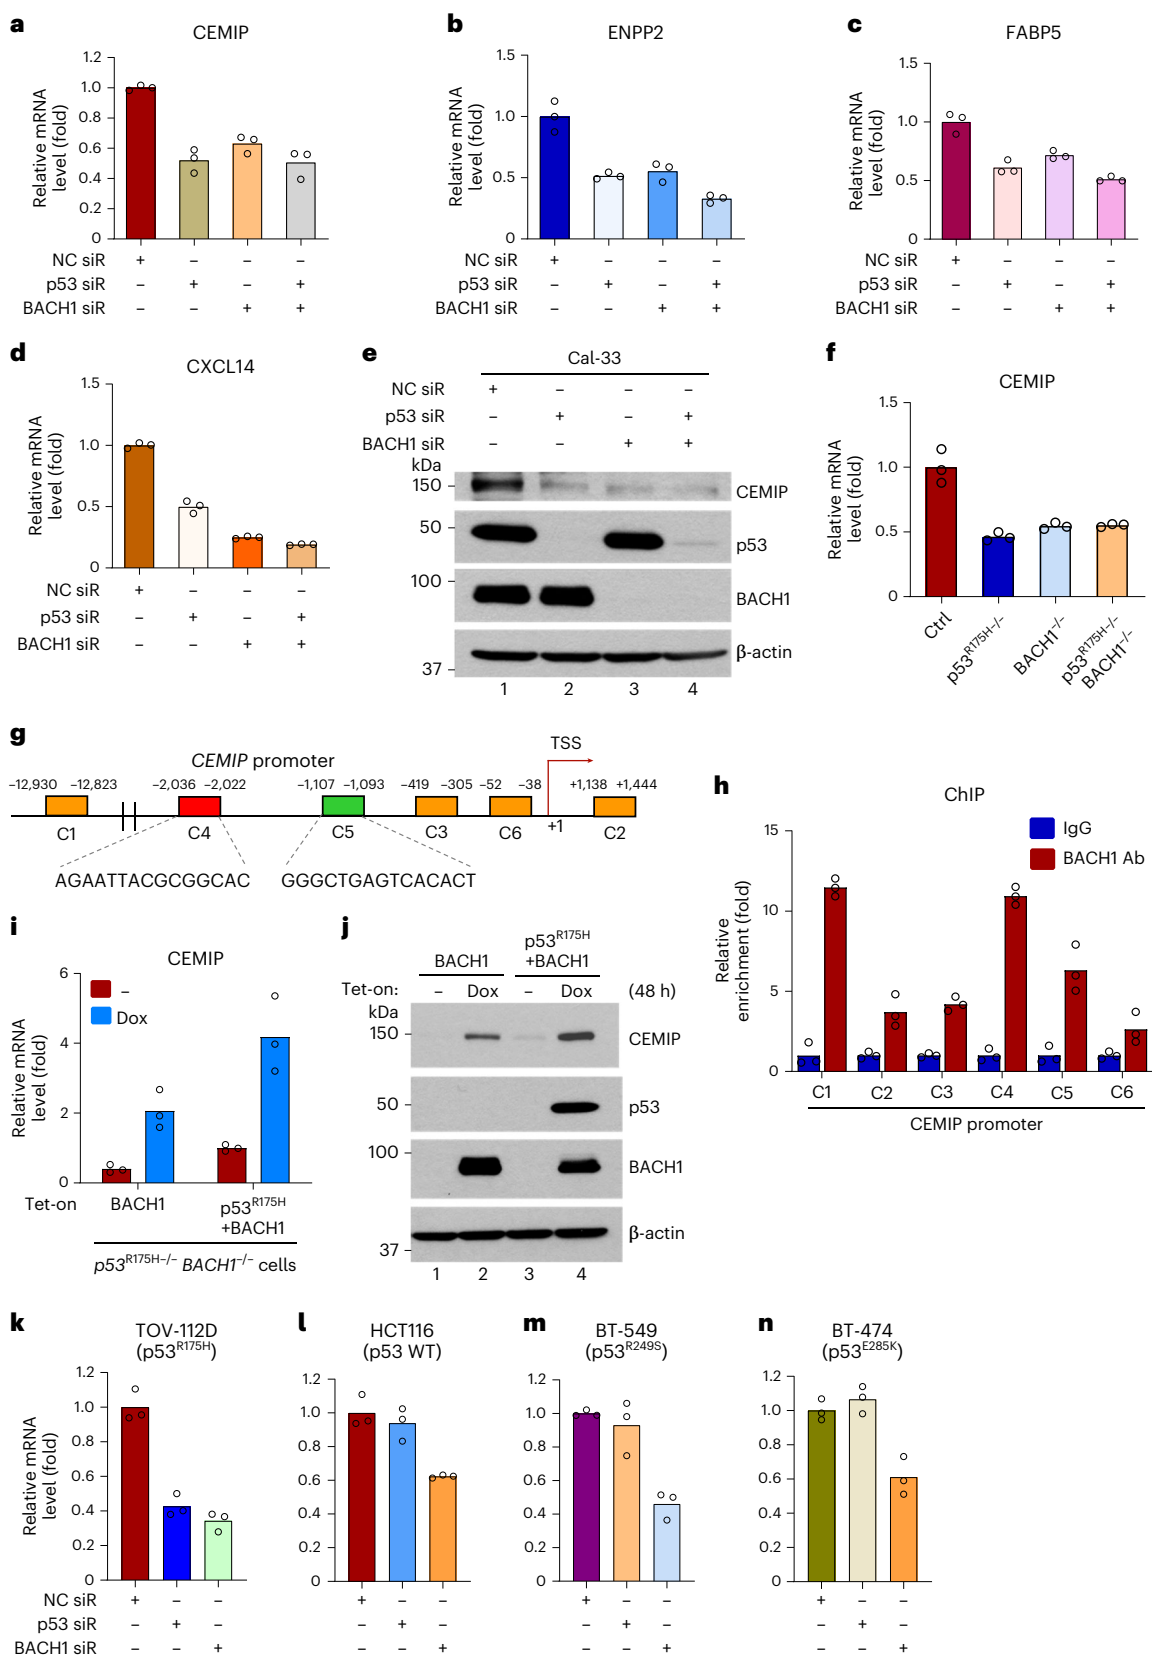 a
CEMIP
Relative mRNA
level (fold)
1.2
1.0
0.8
0.6
0.4
0.2
0
NC siR + – – –
p53 siR – + – +
BACH1 siR – – + +
b
ENPP2
Relative mRNA
level (fold)
1.5
1.0
0.5
0
NC siR + – – –
p53 siR – + – +
BACH1 siR – – + +
c
FABP5
Relative mRNA
level (fold)
1.5
1.0
0.5
0
NC siR + – – –
p53 siR – + – +
BACH1 siR – – + +
d
CXCL14
Relative mRNA
level (fold)
1.5
1.0
0.5
0
NC siR + – – –
p53 siR – + – +
BACH1 siR – – + +
e
Cal-33
NC siR + – – –
p53 siR – + – +
BACH1 siR – – + +
kDa
150 CEMIP
50 p53
100 BACH1
β-actin
37
1 2 3 4
f
CEMIP
Relative mRNA
level (fold)
1.5
1.0
0.5
0
Ctrl
p53R175H−/−
BACH1−/−
p53R175H−/−
BACH1−/−
g
TSS
CEMIP promoter
−12,930 −12,823 −2,036 −2,022 −1,107 −1,093 −419 −305 −52 −38 +1,138 +1,444
C1 C4 C5 C3 C6 +1 C2
AGAATTACGCGGCAC GGGCTGAGTCACACT
h
ChIP
IgG
BACH1 Ab
Relative
enrichment (fold)
15
10
5
0
C1 C2 C3 C4 C5 C6
CEMIP promoter
i
CEMIP
–
Dox
Relative mRNA
level (fold)
6
4
2
0
Tet-on BACH1 p53R175H
+BACH1
p53R175H−/− BACH1−/− cells
j
BACH1 p53R175H
+BACH1
Tet-on: – Dox – Dox (48 h)
kDa
150 CEMIP
50 p53
100 BACH1
β-actin
37
1 2 3 4
k
TOV-112D
(p53R175H)
Relative mRNA
level (fold)
1.2
1.0
0.8
0.6
0.4
0.2
0
NC siR + – –
p53 siR – + –
BACH1 siR – – +
l
HCT116
(p53 WT)
1.2
1.0
0.8
0.6
0.4
0.2
0
+ – –
– + –
– – +
m
BT-549
(p53R249S)
1.2
1.0
0.8
0.6
0.4
0.2
0
+ – –
– + –
– – +
n
BT-474
(p53E285K)
1.2
1.0
0.8
0.6
0.4
0.2
0
+ – –
– + –
– – +